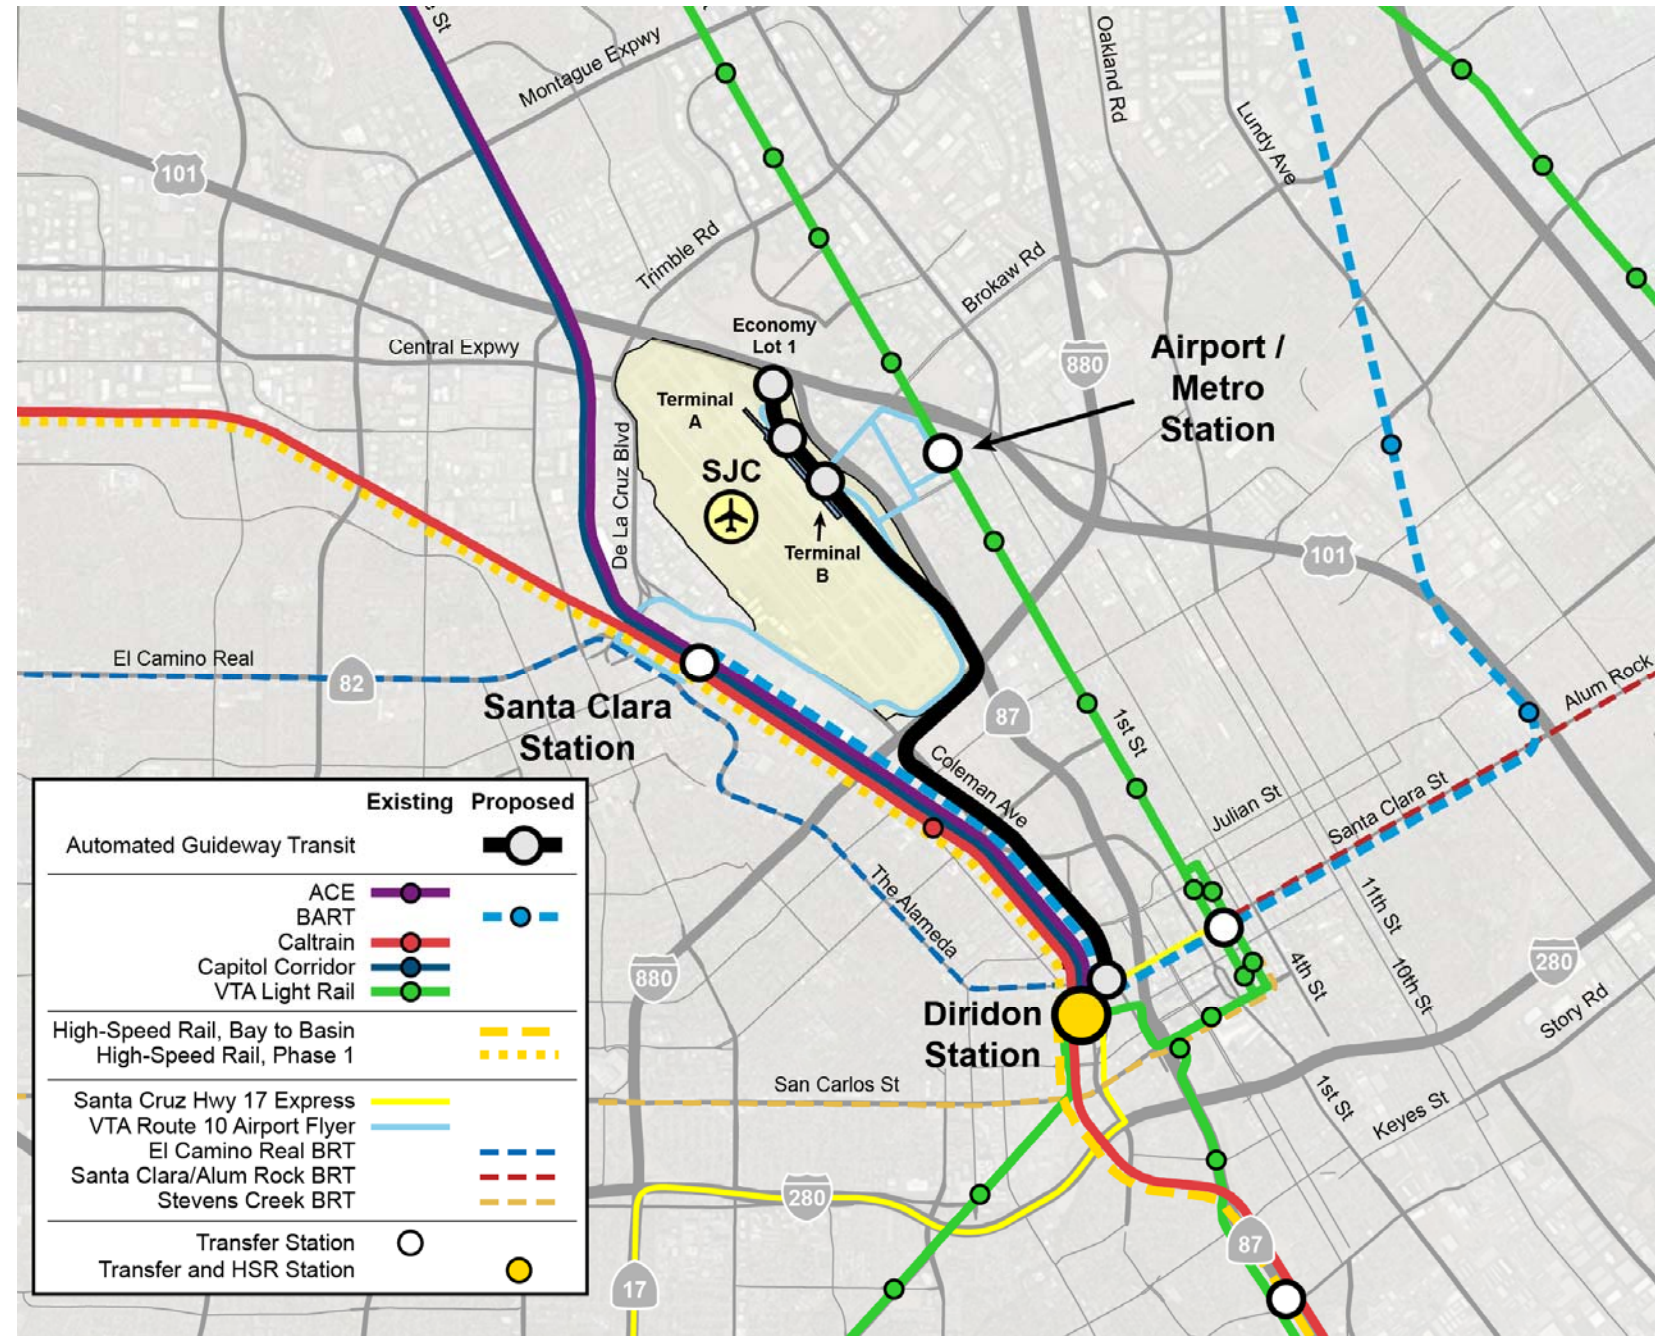 St
Montague Expwy
Oakland Rd
Lundy Ave
101
Trimble Rd
Brokaw Rd
Economy
Lot 1
Central Expwy
880
Airport /
Metro
Station
Terminal
A
De La Cruz Blvd
SJC
Terminal
B
101
El Camino Real
82
Santa Clara
Station
87
1st St
Alum Rock
Coleman Ave
Julian St
Santa Clara St
The Alameda
11th St
10th St
4th St
280
Story Rd
880
Diridon
Station
San Carlos St
1st St
Keyes St
280
87
17
Existing Proposed
Automated Guideway Transit
ACE
BART
Caltrain
Capitol Corridor
VTA Light Rail
High-Speed Rail, Bay to Basin
High-Speed Rail, Phase 1
Santa Cruz Hwy 17 Express
VTA Route 10 Airport Flyer
El Camino Real BRT
Santa Clara/Alum Rock BRT
Stevens Creek BRT
Transfer Station
Transfer and HSR Station